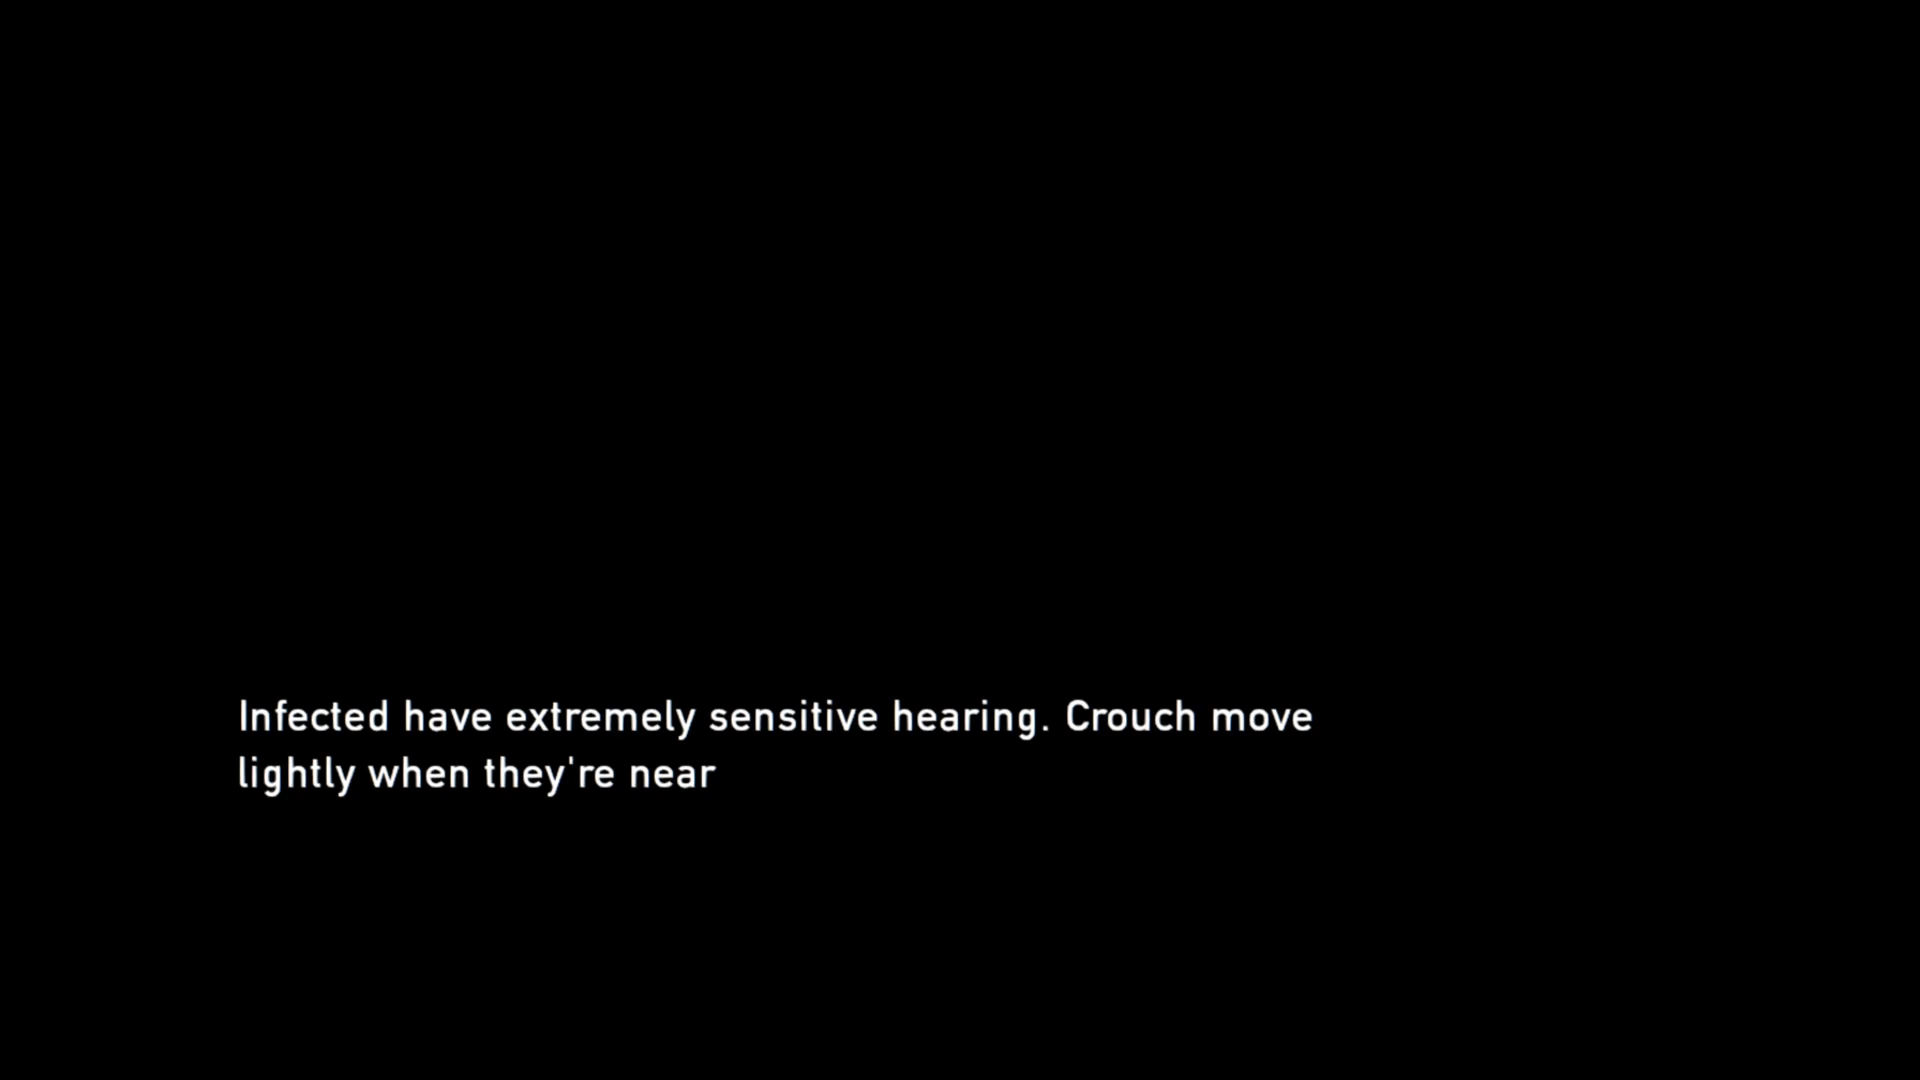 Infected have extremely sensitive hearing. Crouch move
lightly when they're near